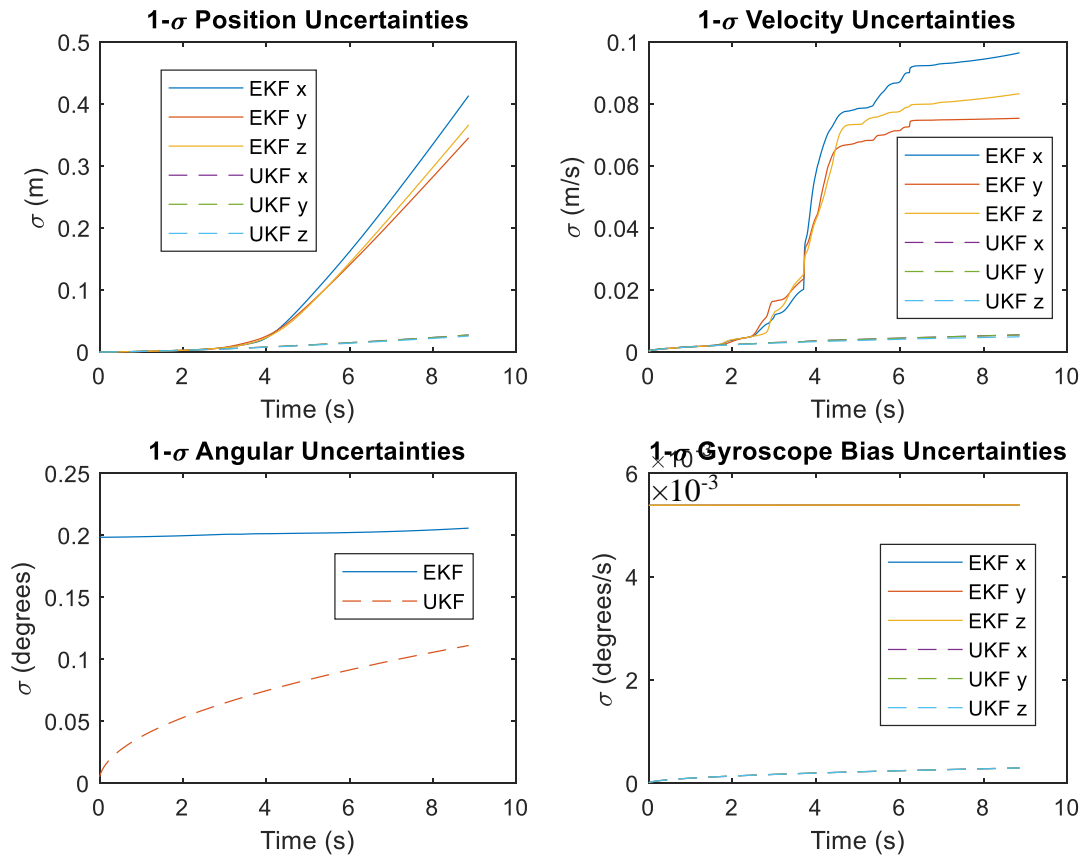 1-σ Position Uncertainties
0.5
0.4
0.3
0.2
0.1
0
σ (m)
EKF x
EKF y
EKF z
UKF x
UKF y
UKF z
0 2 4 6 8 10
Time (s)
1-σ Velocity Uncertainties
0.1
0.08
0.06
0.04
0.02
0
σ (m/s)
EKF x
EKF y
EKF z
UKF x
UKF y
UKF z
0 2 4 6 8 10
Time (s)
1-σ Angular Uncertainties
0.25
0.2
0.15
0.1
0.05
0
σ (degrees)
EKF
UKF
0 2 4 6 8 10
Time (s)
1-σ Gyroscope Bias Uncertainties
×10-3
×10-3
6
4
2
0
σ (degrees/s)
EKF x
EKF y
EKF z
UKF x
UKF y
UKF z
0 2 4 6 8 10
Time (s)